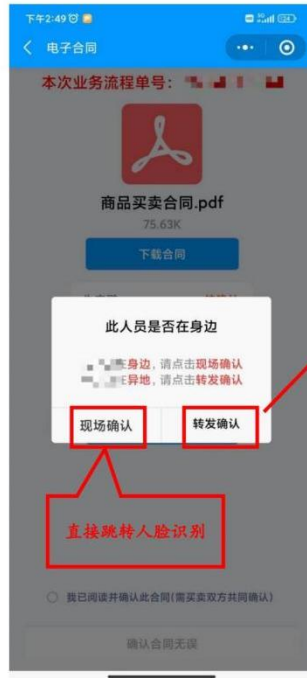 下午2:49
电子合同
本次业务流程单号：
商品买卖合同.pdf
75.63K
下载合同
此人员是否在身边
在身边，请点击现场确认
在异地，请点击转发确认
现场确认
转发确认
直接跳转人脸识别
我已阅读并确认此合同(需买卖双方共同确认)
确认合同无误